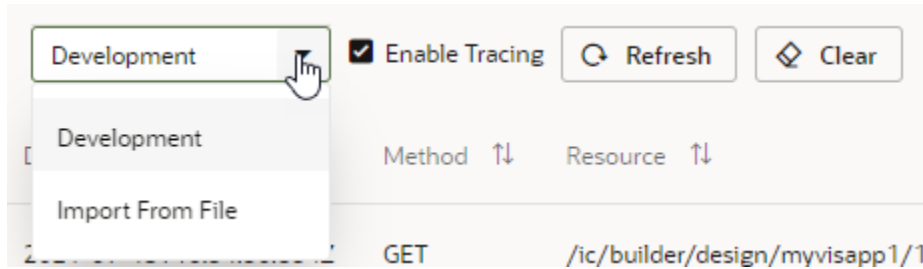 Development Enable Tracing Refresh Clear
Development
Method Resource
Import From File
GET /ic/builder/design/myvisapp1/1